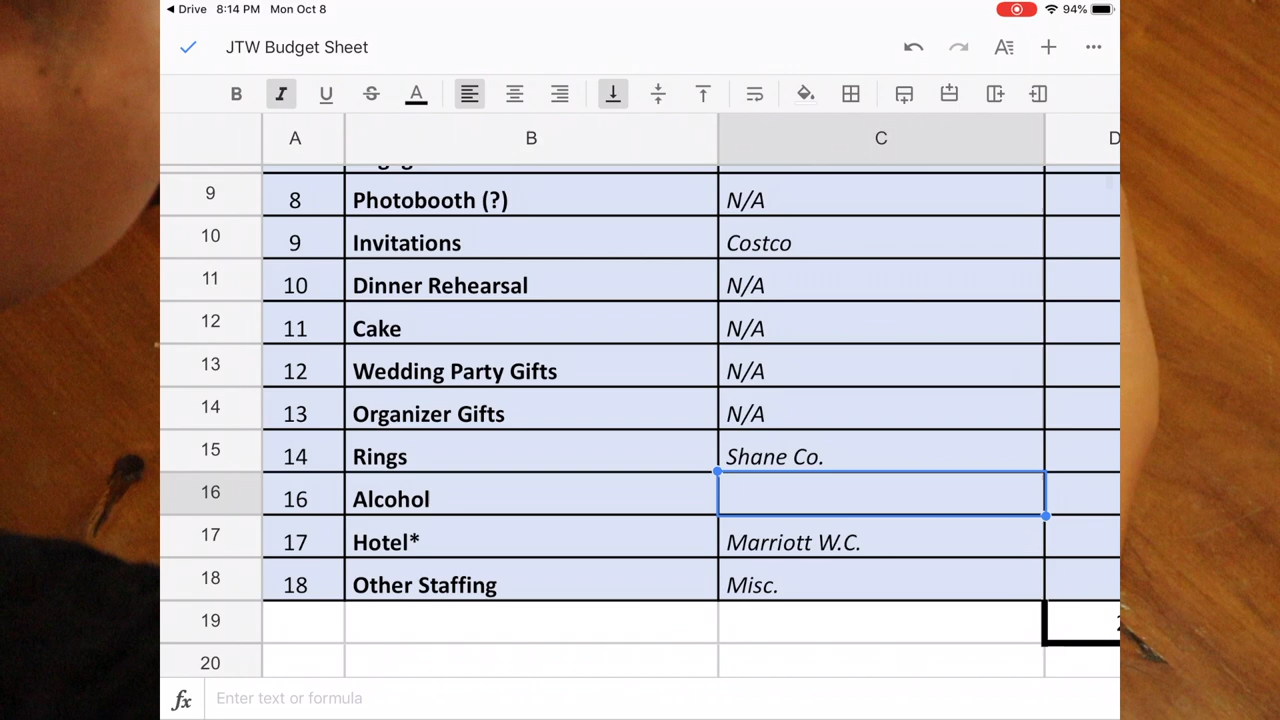 Drive 8:14 PM Mon Oct 8 94%
JTW Budget Sheet
B I U S A
A B C D
9 8 Photobooth (?) N/A
10 9 Invitations Costco
11 10 Dinner Rehearsal N/A
12 11 Cake N/A
13 12 Wedding Party Gifts N/A
14 13 Organizer Gifts N/A
15 14 Rings Shane Co.
16 16 Alcohol
17 17 Hotel* Marriott W.C.
18 18 Other Staffing Misc.
19
20
fx Enter text or formula